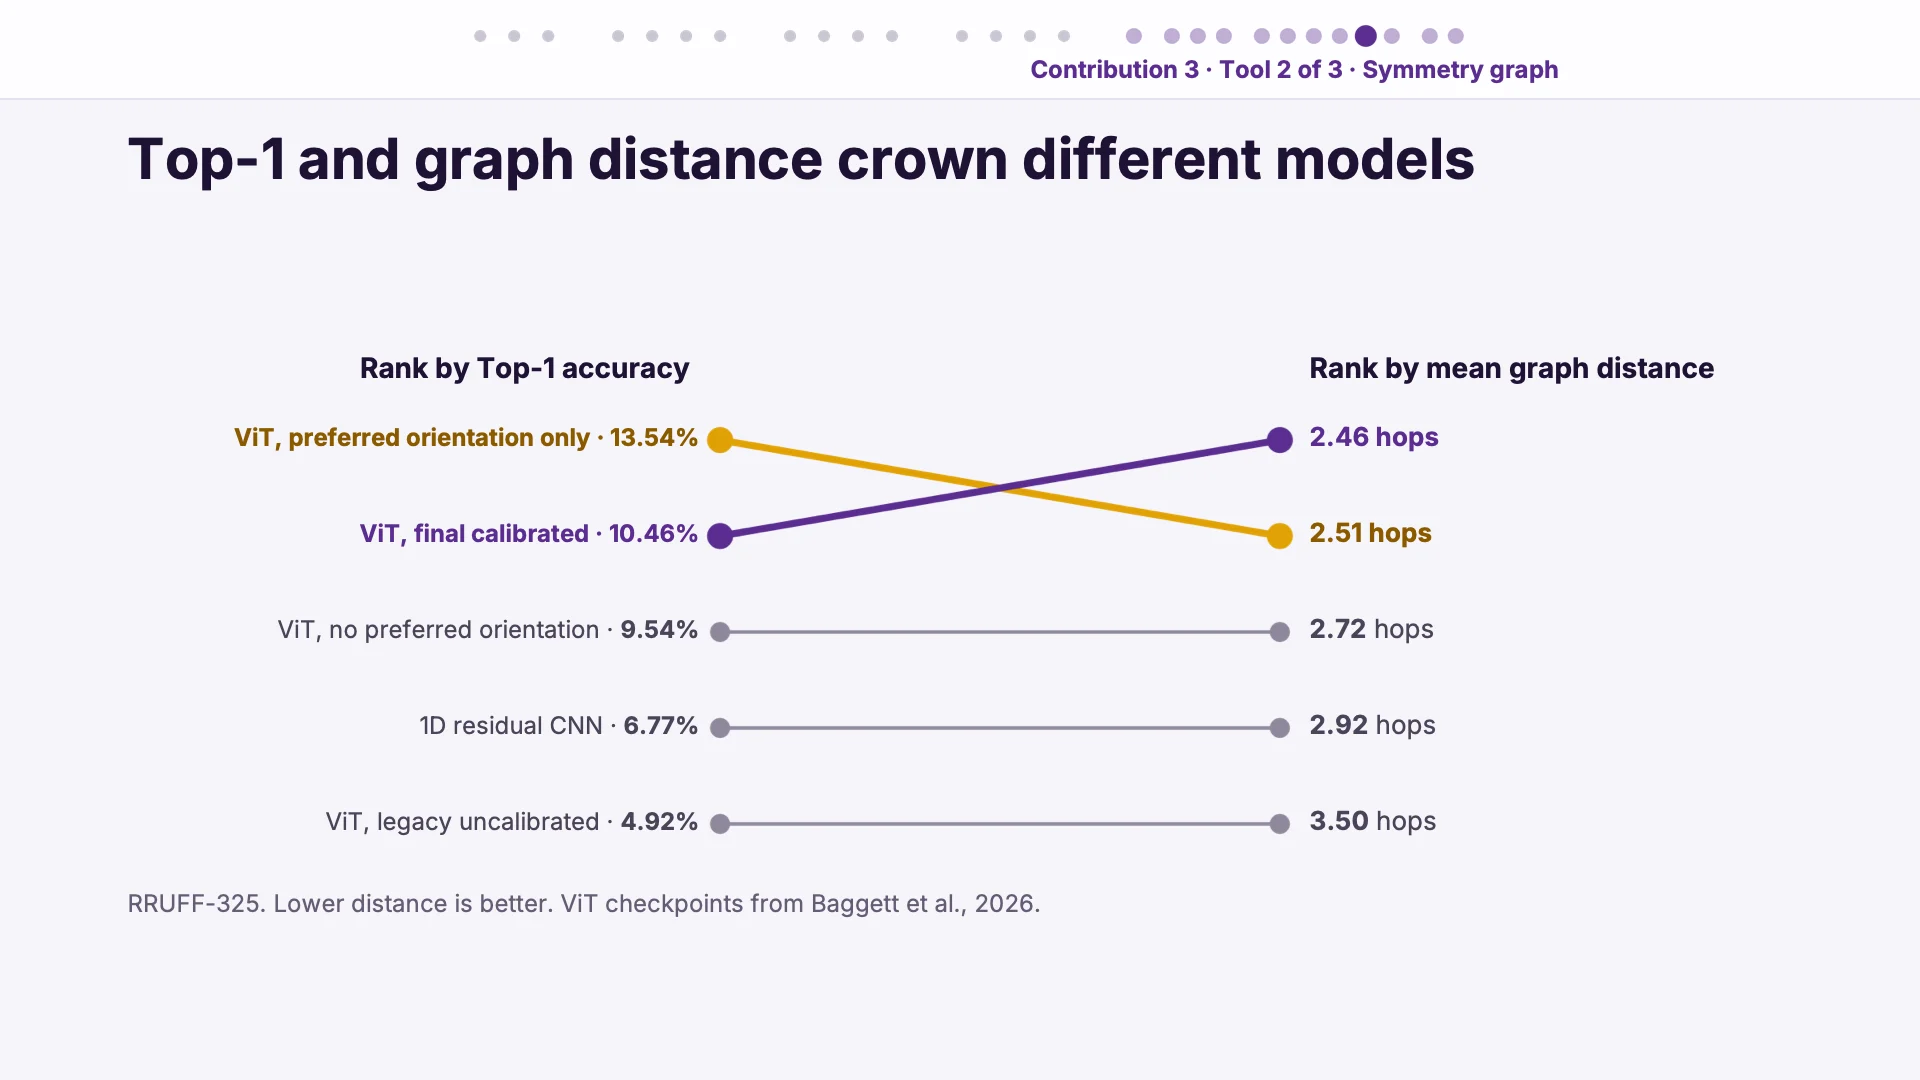 Contribution 3 · Tool 2 of 3 · Symmetry graph
Top-1 and graph distance crown different models
Rank by Top-1 accuracy
Rank by mean graph distance
ViT, preferred orientation only · 13.54%
2.46 hops
ViT, final calibrated · 10.46%
2.51 hops
ViT, no preferred orientation · 9.54%
2.72 hops
1D residual CNN · 6.77%
2.92 hops
ViT, legacy uncalibrated · 4.92%
3.50 hops
RRUFF-325. Lower distance is better. ViT checkpoints from Baggett et al., 2026.